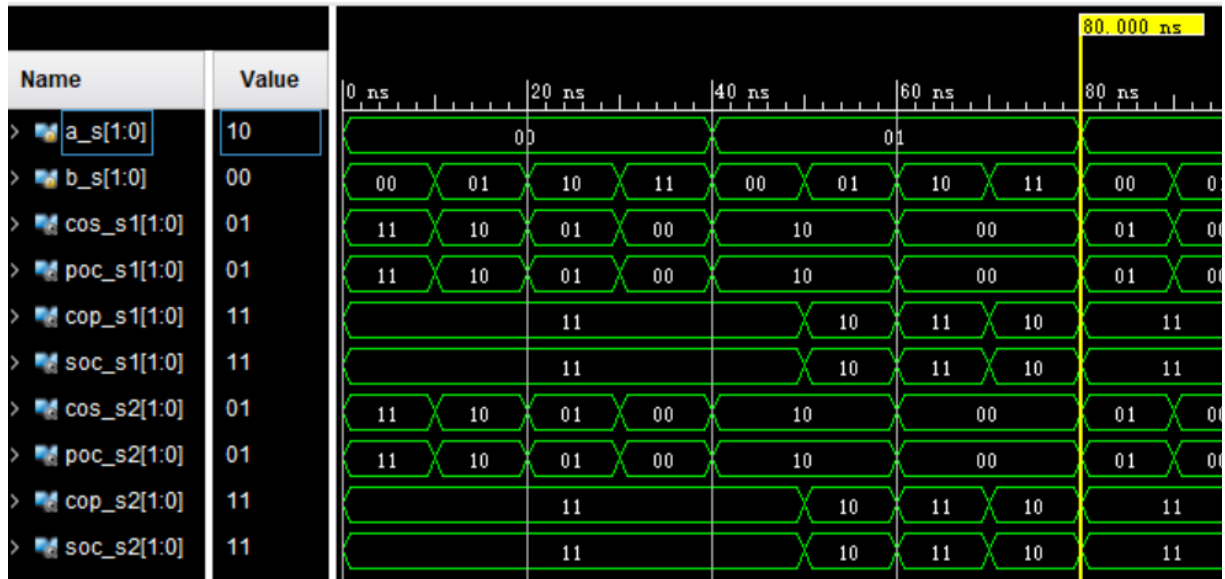 80.000 ns
Name Value
0 ns 20 ns 40 ns 60 ns 80 ns
a_s[1:0] 10 00 01
b_s[1:0] 00 00 01 10 11 00 01 10 11 00 0
cos_s1[1:0] 01 11 10 01 00 10 00 01 00
poc_s1[1:0] 01 11 10 01 00 10 00 01 00
cop_s1[1:0] 11 11 10 11 10 11
soc_s1[1:0] 11 11 10 11 10 11
cos_s2[1:0] 01 11 10 01 00 10 00 01 00
poc_s2[1:0] 01 11 10 01 00 10 00 01 00
cop_s2[1:0] 11 11 10 11 10 11
soc_s2[1:0] 11 11 10 11 10 11